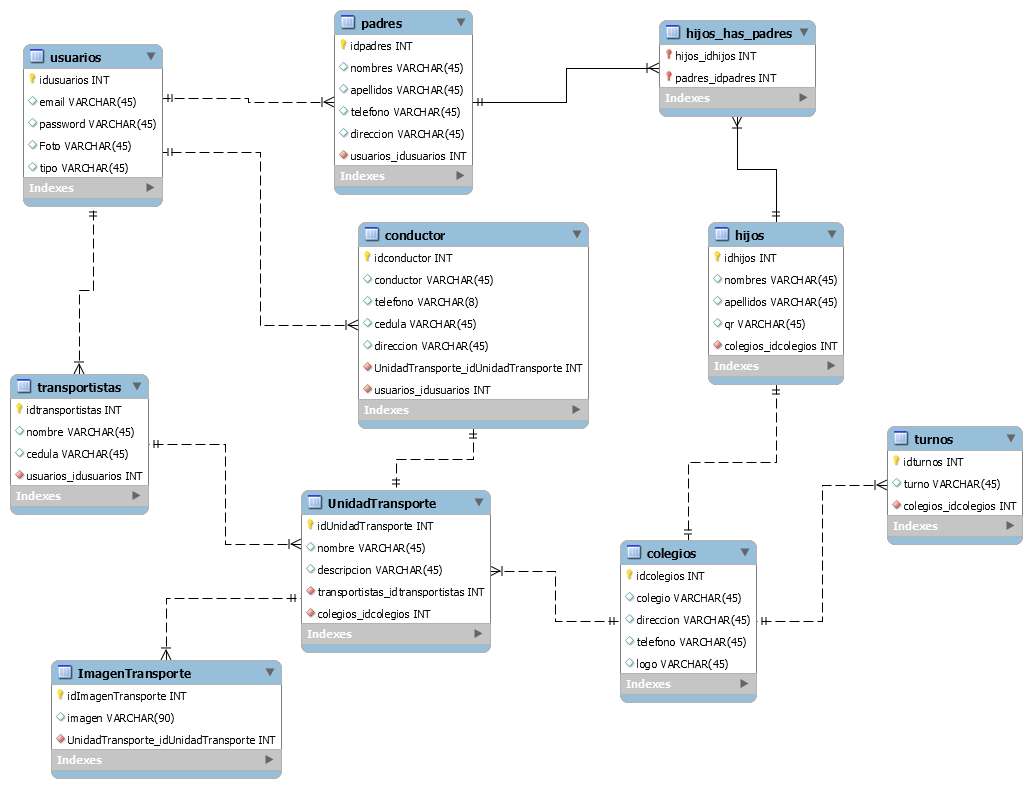 usuarios
idusuarios INT
email VARCHAR(45)
password VARCHAR(45)
Foto VARCHAR(45)
tipo VARCHAR(45)
Indexes
padres
idpadres INT
nombres VARCHAR(45)
apellidos VARCHAR(45)
telefono VARCHAR(45)
direccion VARCHAR(45)
usuarios_idusuarios INT
Indexes
hijos_has_padres
hijos_idhijos INT
padres_idpadres INT
Indexes
conductor
idconductor INT
conductor VARCHAR(45)
telefono VARCHAR(8)
cedula VARCHAR(45)
direccion VARCHAR(45)
UnidadTransporte_idUnidadTransporte INT
usuarios_idusuarios INT
Indexes
hijos
idhijos INT
nombres VARCHAR(45)
apellidos VARCHAR(45)
qr VARCHAR(45)
colegios_idcolegios INT
Indexes
transportistas
idtransportistas INT
nombre VARCHAR(45)
cedula VARCHAR(45)
usuarios_idusuarios INT
Indexes
turnos
idturnos INT
turno VARCHAR(45)
colegios_idcolegios INT
Indexes
UnidadTransporte
idUnidadTransporte INT
nombre VARCHAR(45)
descripcion VARCHAR(45)
transportistas_idtransportistas INT
colegios_idcolegios INT
Indexes
colegios
idcolegios INT
colegio VARCHAR(45)
direccion VARCHAR(45)
telefono VARCHAR(45)
logo VARCHAR(45)
Indexes
ImagenTransporte
idImagenTransporte INT
imagen VARCHAR(90)
UnidadTransporte_idUnidadTransporte INT
Indexes